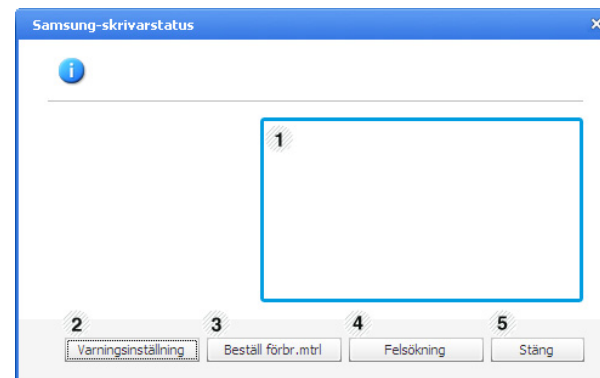 Samsung-skrivarstatus
1
2 3 4 5
Varningsinställning Beställ förbr.mtrl Felsökning Stäng